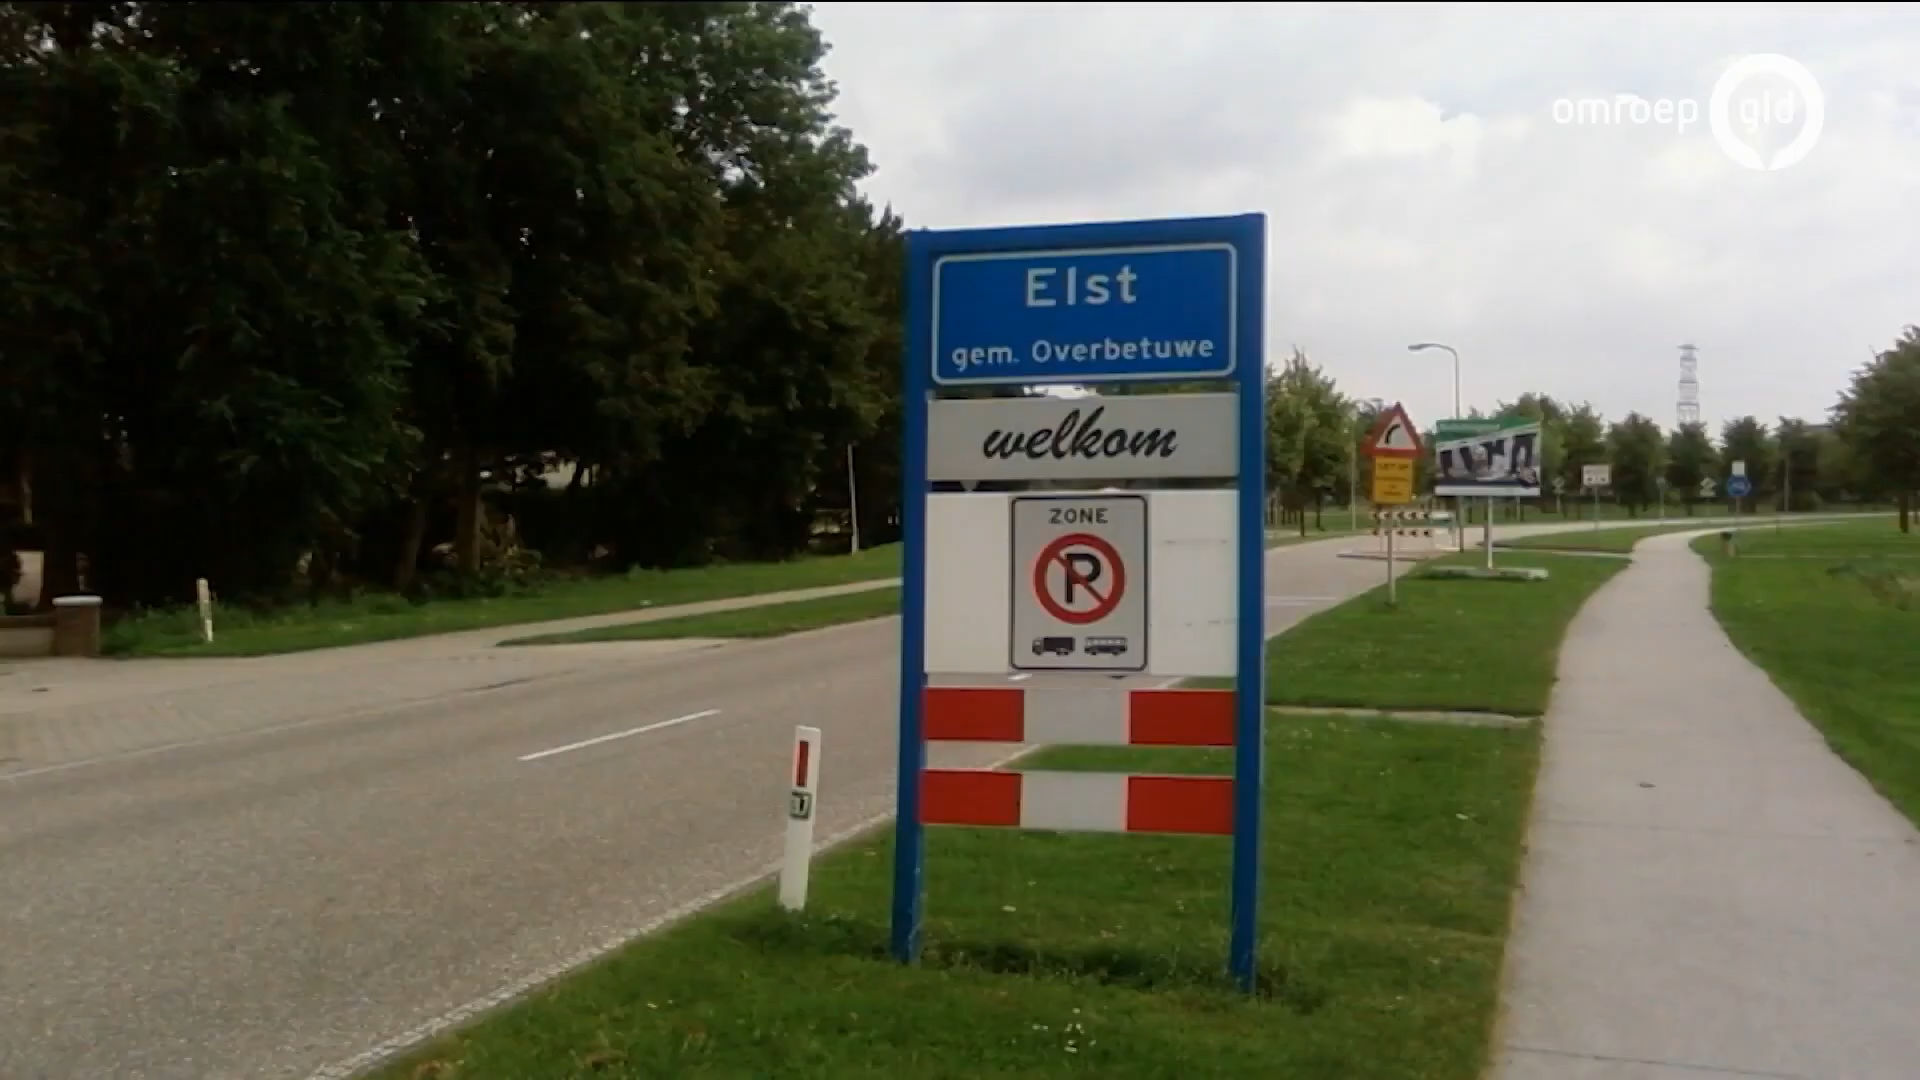 omroep gld
Elst
gem. Overbetuwe
welkom
ZONE
P